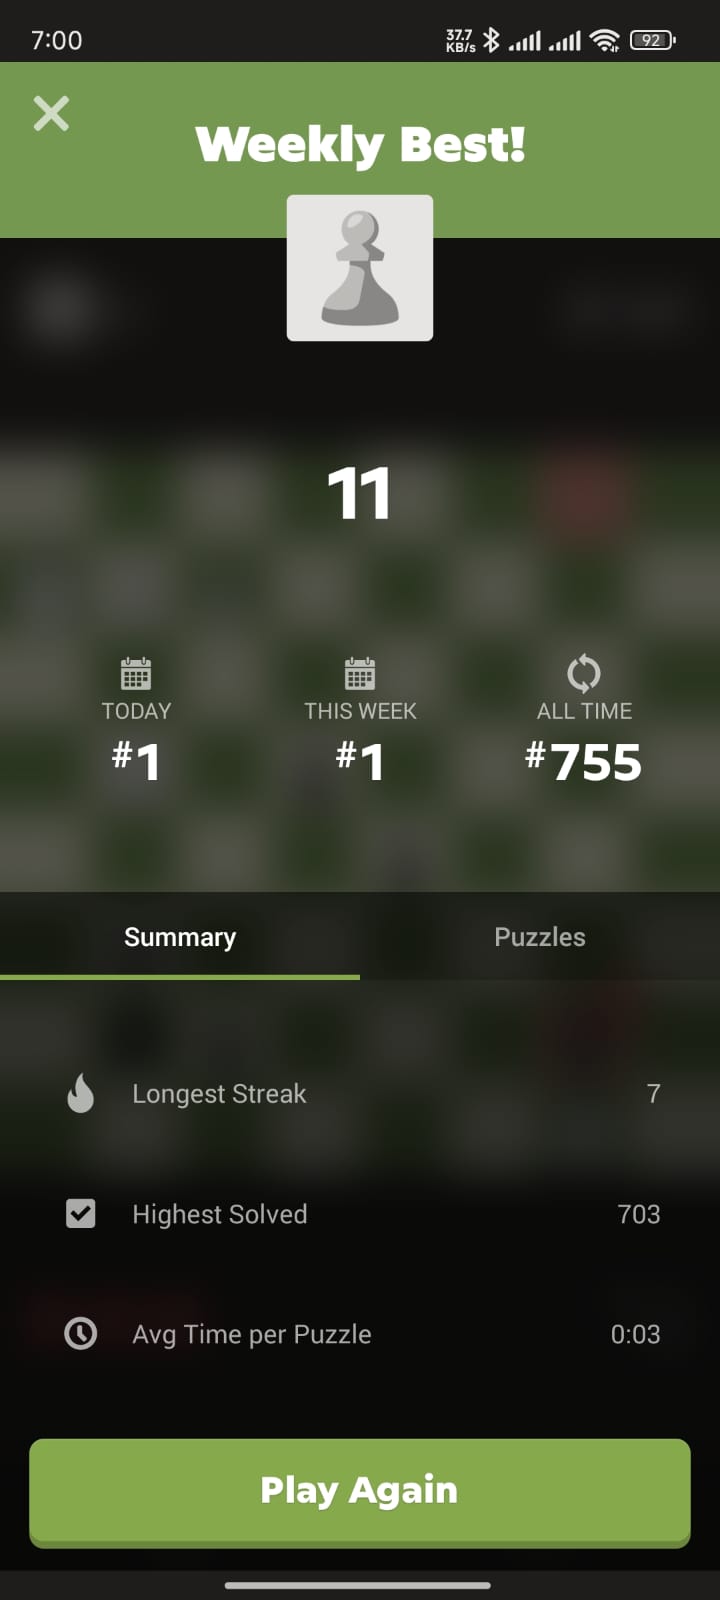 7:00
37.7
KB/s
92
Weekly Best!
11
TODAY THIS WEEK ALL TIME
#1 #1 #755
Summary Puzzles
Longest Streak 7
Highest Solved 703
Avg Time per Puzzle 0:03
Play Again